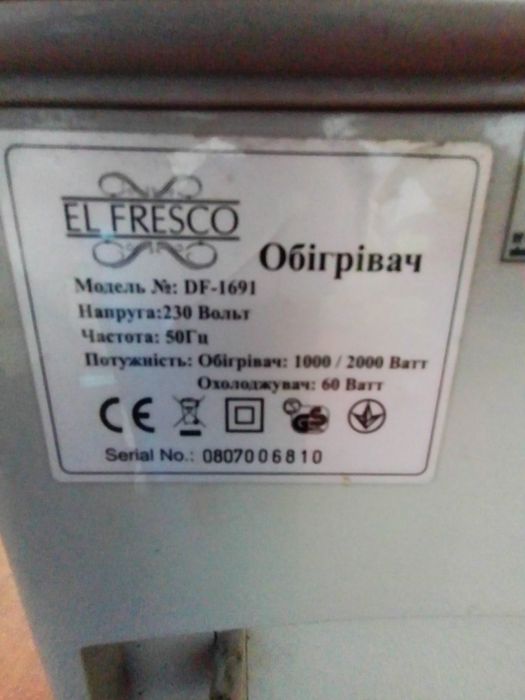 EL FRESCO
Обігрівач
Модель №: DF-1691
Напруга:230 Вольт
Частота: 50Гц
Потужність: Обігрівач: 1000 / 2000 Ватт
Охолоджувач: 60 Ватт
CE GS
Serial No.: 0807006810